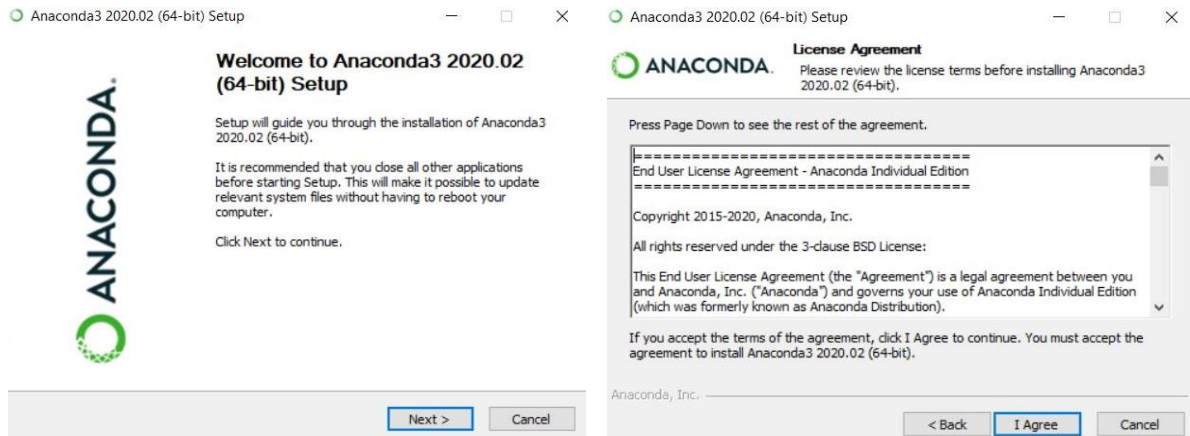 Anaconda3 2020.02 (64-bit) Setup
ANACONDA.
Welcome to Anaconda3 2020.02
(64-bit) Setup
Setup will guide you through the installation of Anaconda3
2020.02 (64-bit).
It is recommended that you close all other applications
before starting Setup. This will make it possible to update
relevant system files without having to reboot your
computer.
Click Next to continue.
Next >
Cancel
Anaconda3 2020.02 (64-bit) Setup
ANACONDA.
License Agreement
Please review the license terms before installing Anaconda3
2020.02 (64-bit).
Press Page Down to see the rest of the agreement.
===================================
End User License Agreement - Anaconda Individual Edition
===================================
Copyright 2015-2020, Anaconda, Inc.
All rights reserved under the 3-clause BSD License:
This End User License Agreement (the "Agreement") is a legal agreement between you
and Anaconda, Inc. ("Anaconda") and governs your use of Anaconda Individual Edition
(which was formerly known as Anaconda Distribution).
If you accept the terms of the agreement, click I Agree to continue. You must accept the
agreement to install Anaconda3 2020.02 (64-bit).
Anaconda, Inc.
< Back
I Agree
Cancel